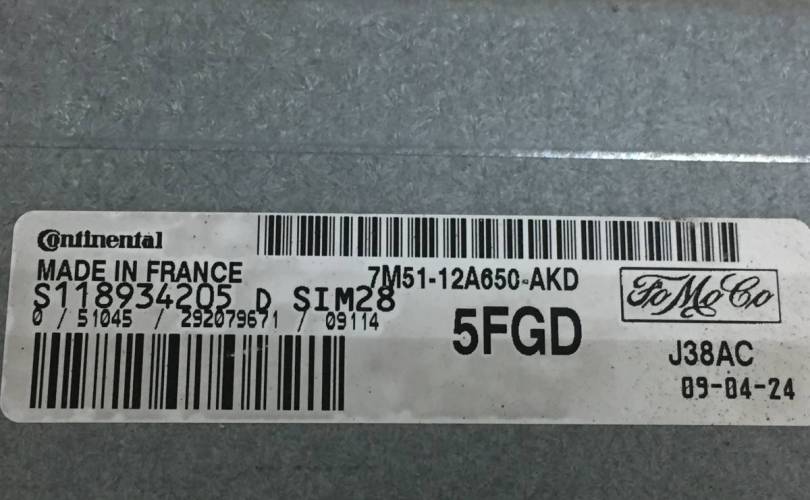 Continental
MADE IN FRANCE
7M51-12A650-AKD
S118934205 D SIM28
0 / 51045 / 292079671 / 09114
5FGD
FoMoCo
J38AC
09-04-24